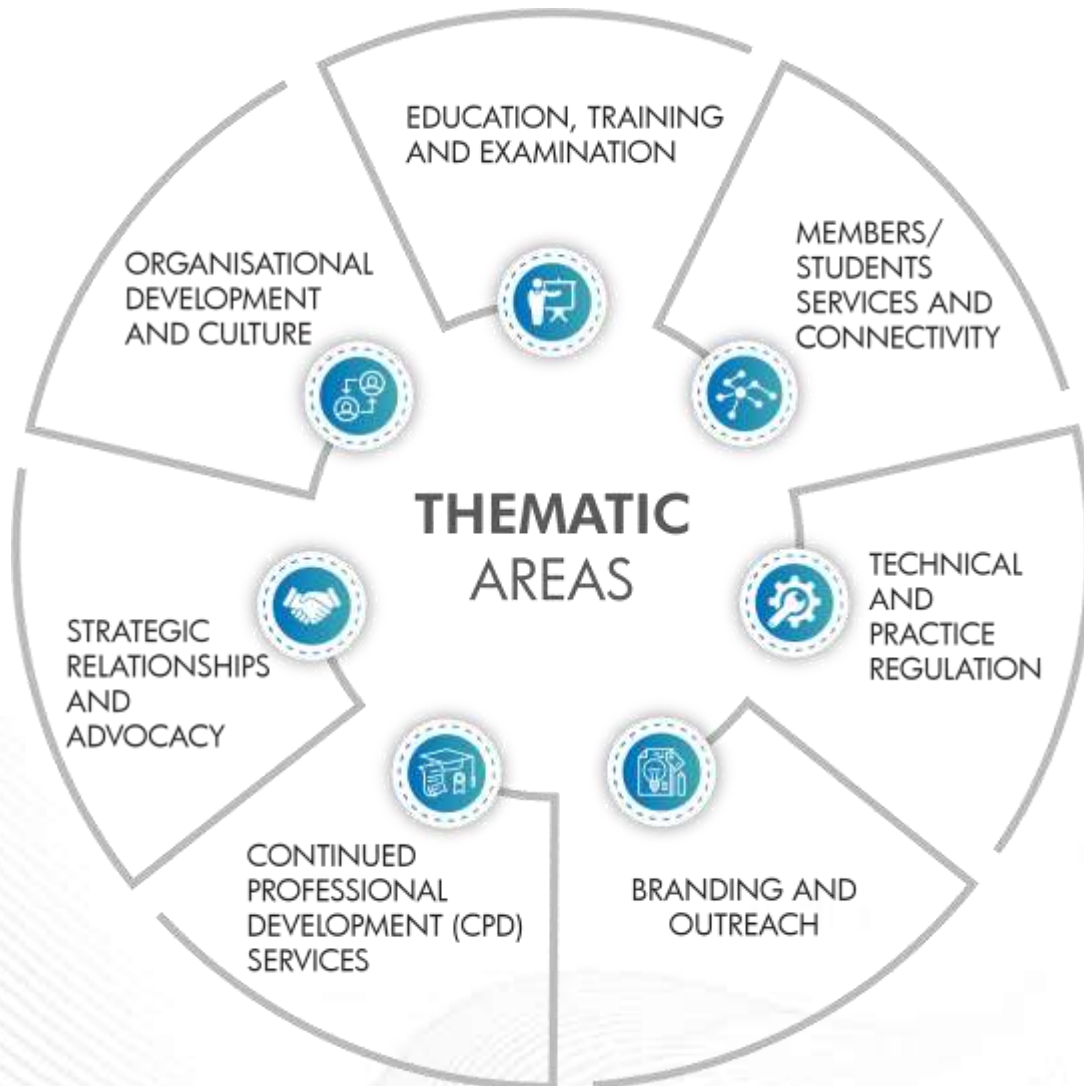 EDUCATION, TRAINING
AND EXAMINATION
MEMBERS/
STUDENTS
SERVICES AND
CONNECTIVITY
TECHNICAL
AND
PRACTICE
REGULATION
BRANDING AND
OUTREACH
CONTINUED
PROFESSIONAL
DEVELOPMENT (CPD)
SERVICES
STRATEGIC
RELATIONSHIPS
AND
ADVOCACY
ORGANISATIONAL
DEVELOPMENT
AND CULTURE
THEMATIC
AREAS